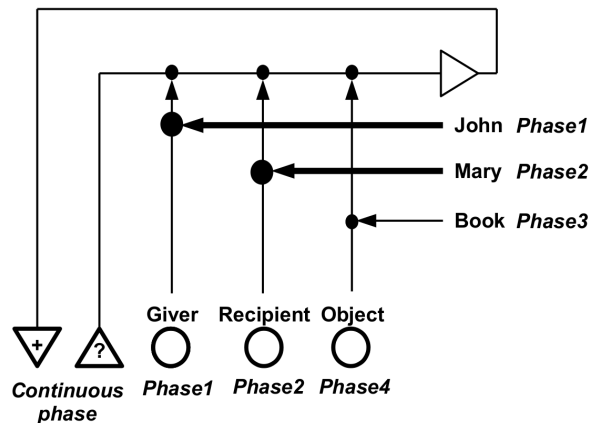 John Phase1
Mary Phase2
Book Phase3
Giver Recipient Object
+ ?
Continuous phase Phase1 Phase2 Phase4